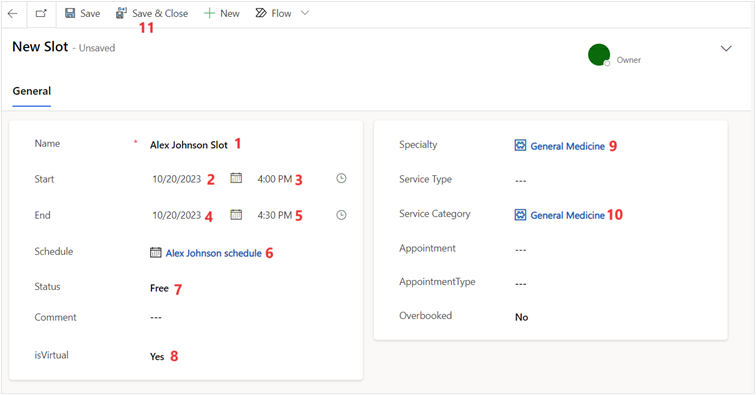 Save Save & Close New Flow
11
New Slot - Unsaved
Owner
General
Name * Alex Johnson Slot 1
Start 10/20/2023 2 4:00 PM 3
End 10/20/2023 4 4:30 PM 5
Schedule Alex Johnson schedule 6
Status Free 7
Comment ---
isVirtual Yes 8
Specialty General Medicine 9
Service Type ---
Service Category General Medicine 10
Appointment ---
AppointmentType ---
Overbooked No